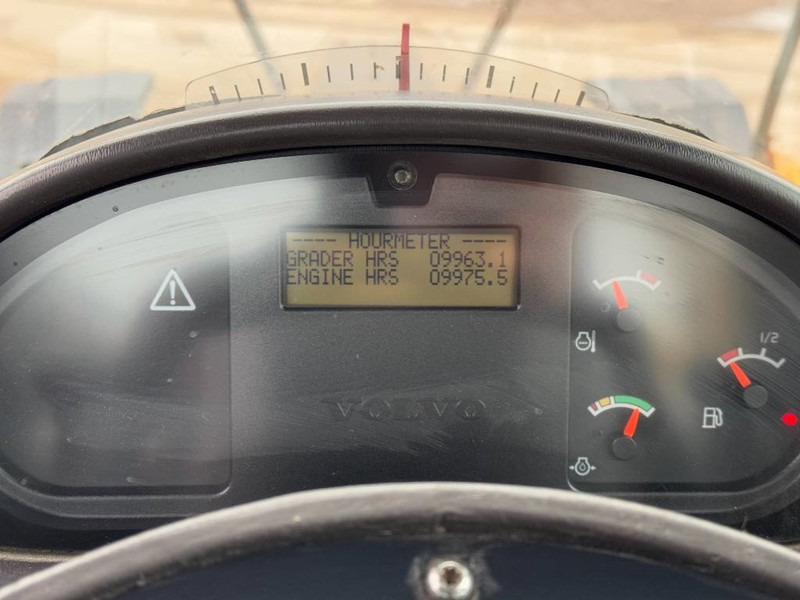 ---- HOURMETER ----
GRADER HRS 09963.1
ENGINE HRS 09975.5
1/2
VOLVO